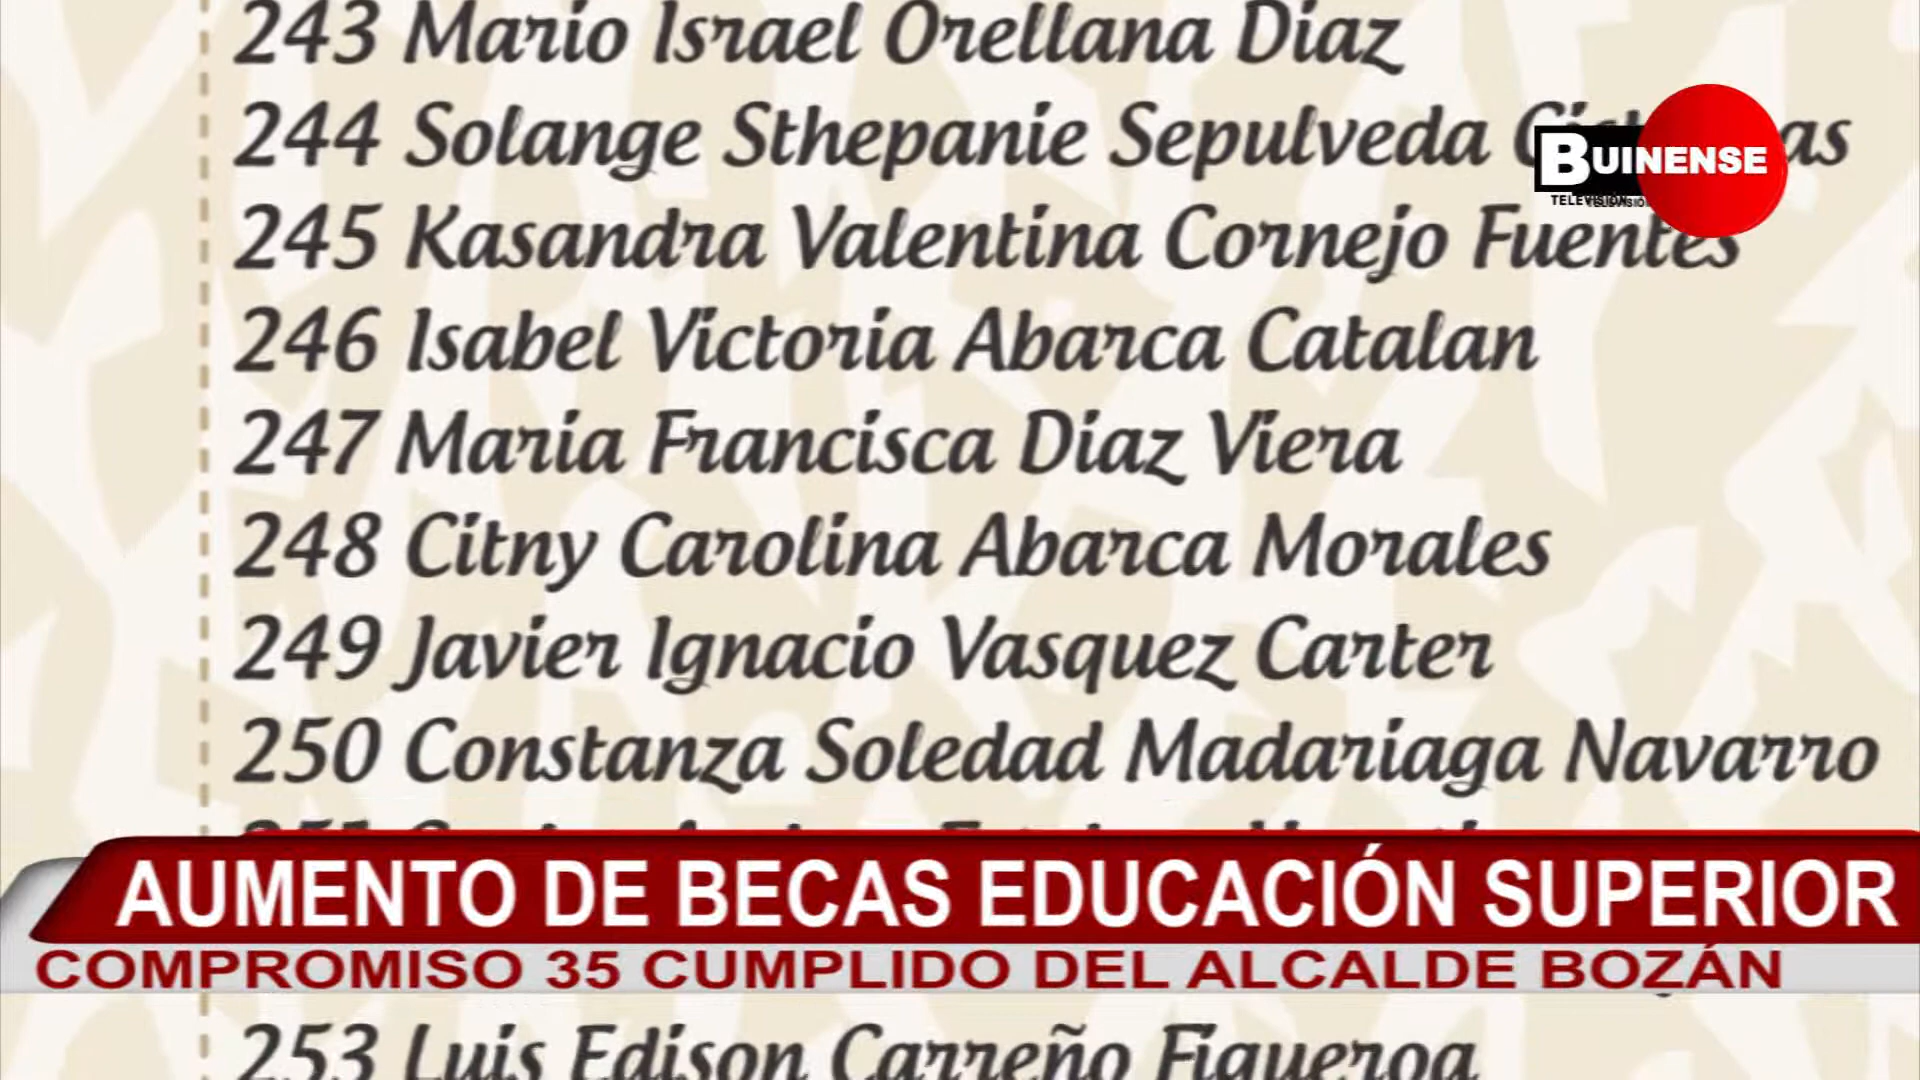 243 Mario Israel Orellana Diaz
244 Solange Sthepanie Sepulveda
BUINENSE
TELEVISIÓN
245 Kasandra Valentina Cornejo Fuentes
246 Isabel Victoria Abarca Catalan
247 Maria Francisca Diaz Viera
248 Citny Carolina Abarca Morales
249 Javier Ignacio Vasquez Carter
250 Constanza Soledad Madariaga Navarro
251
AUMENTO DE BECAS EDUCACIÓN SUPERIOR
COMPROMISO 35 CUMPLIDO DEL ALCALDE BOZÁN
253 Luis Edison Carreño Figueroa